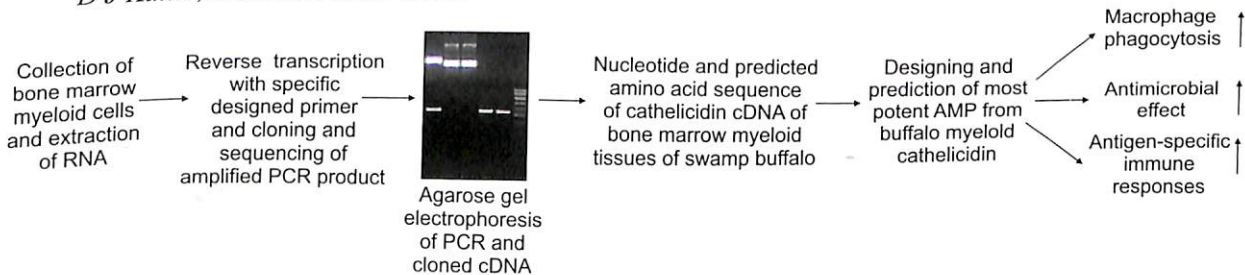 Collection of
bone marrow
myeloid cells
and extraction
of RNA
Reverse transcription
with specific
designed primer
and cloning and
sequencing of
amplified PCR product
Agarose gel
electrophoresis
of PCR and
cloned cDNA
Nucleotide and predicted
amino acid sequence
of cathelicidin cDNA of
bone marrow myeloid
tissues of swamp buffalo
Designing and
prediction of most
potent AMP from
buffalo myeloid
cathelicidin
Macrophage
phagocytosis
Antimicrobial
effect
Antigen-specific
immune
responses